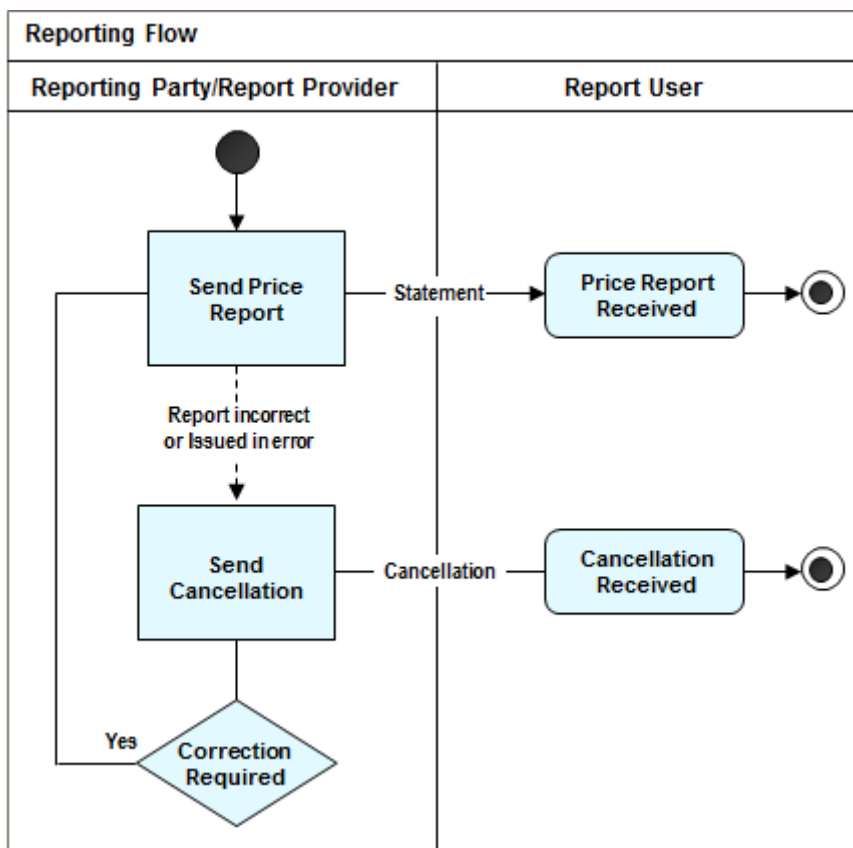 Reporting Flow
Reporting Party/Report Provider
Report User
Send Price
Report
Statement
Price Report
Received
Report incorrect
or Issued in error
Send
Cancellation
Cancellation
Cancellation
Received
Yes
Correction
Required